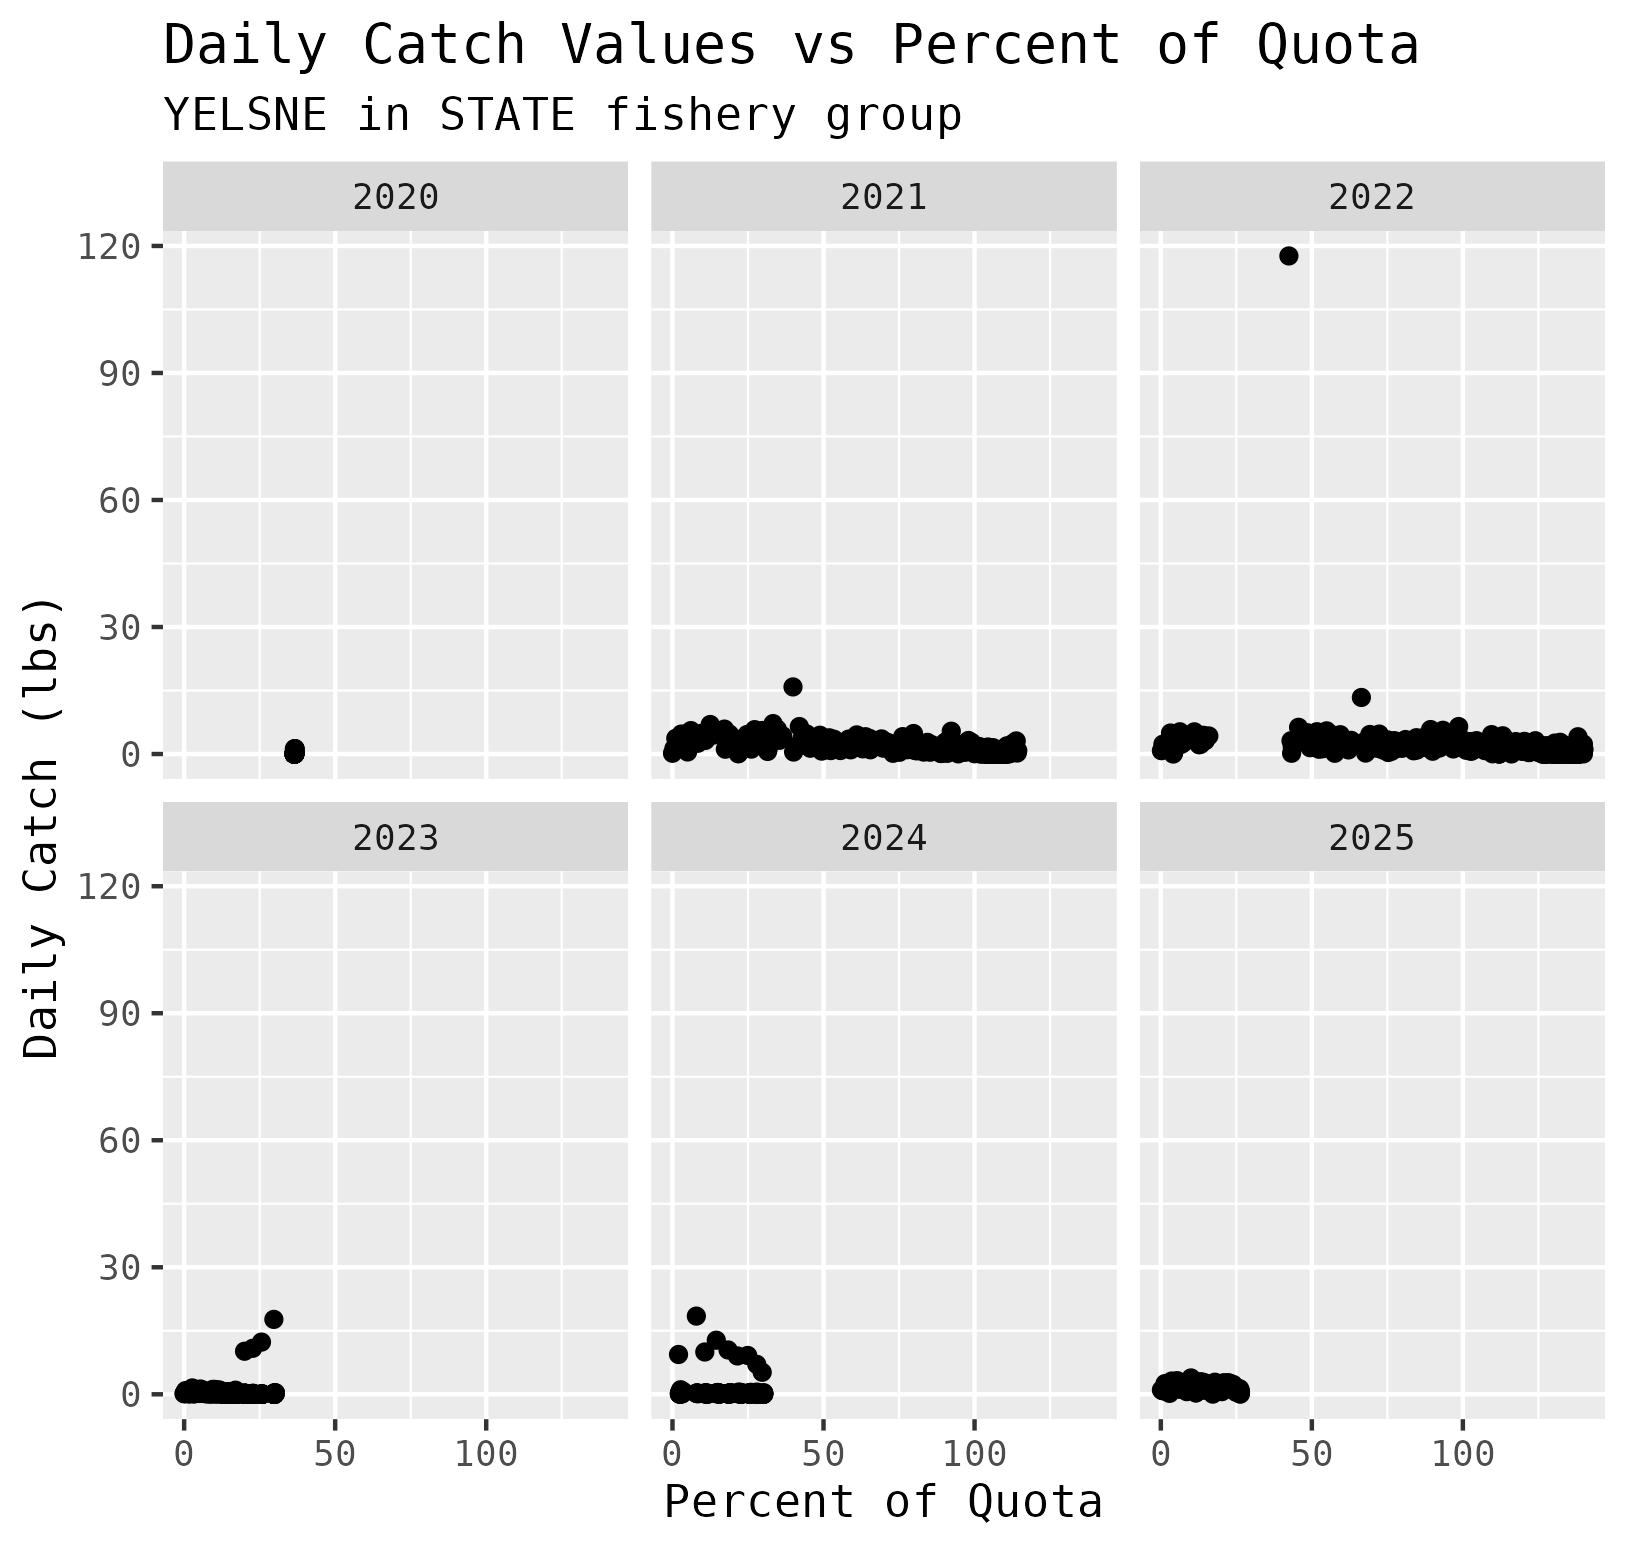 Daily Catch Values vs Percent of Quota
YELSNE in STATE fishery group
2020 2021 2022
120
90
60
30
0
2023 2024 2025
120
90
60
30
0
0 50 100 0 50 100 0 50 100
Percent of Quota
Daily Catch (lbs)